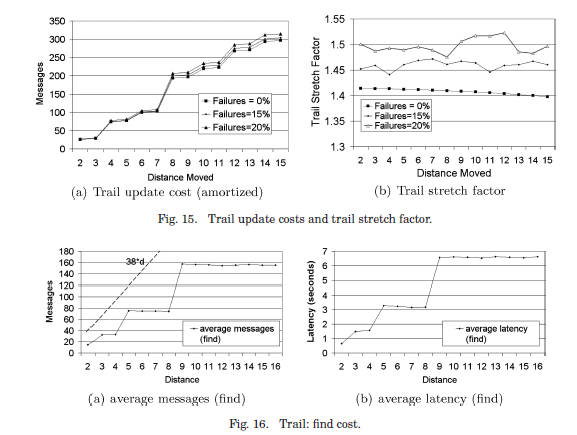 350
300
250
200
150
100
50
0
Messages
Failures = 0%
Failures=15%
Failures=20%
2 3 4 5 6 7 8 9 10 11 12 13 14 15
Distance Moved
(a) Trail update cost (amortized)
1.55
1.5
1.45
1.4
1.35
1.3
Trail Stretch Factor
Failures = 0%
Failures=15%
Failures=20%
2 3 4 5 6 7 8 9 10 11 12 13 14 15
Distance Moved
(b) Trail stretch factor
Fig. 15. Trail update costs and trail stretch factor.
180
160
140
120
100
80
60
40
20
0
Messages
38*d
average messages
(find)
2 3 4 5 6 7 8 9 10 11 12 13 14 15 16
Distance
(a) average messages (find)
7
6
5
4
3
2
1
0
Latency (seconds)
average latency
(find)
2 3 4 5 6 7 8 9 10 11 12 13 14 15 16
Distance
(b) average latency (find)
Fig. 16. Trail: find cost.